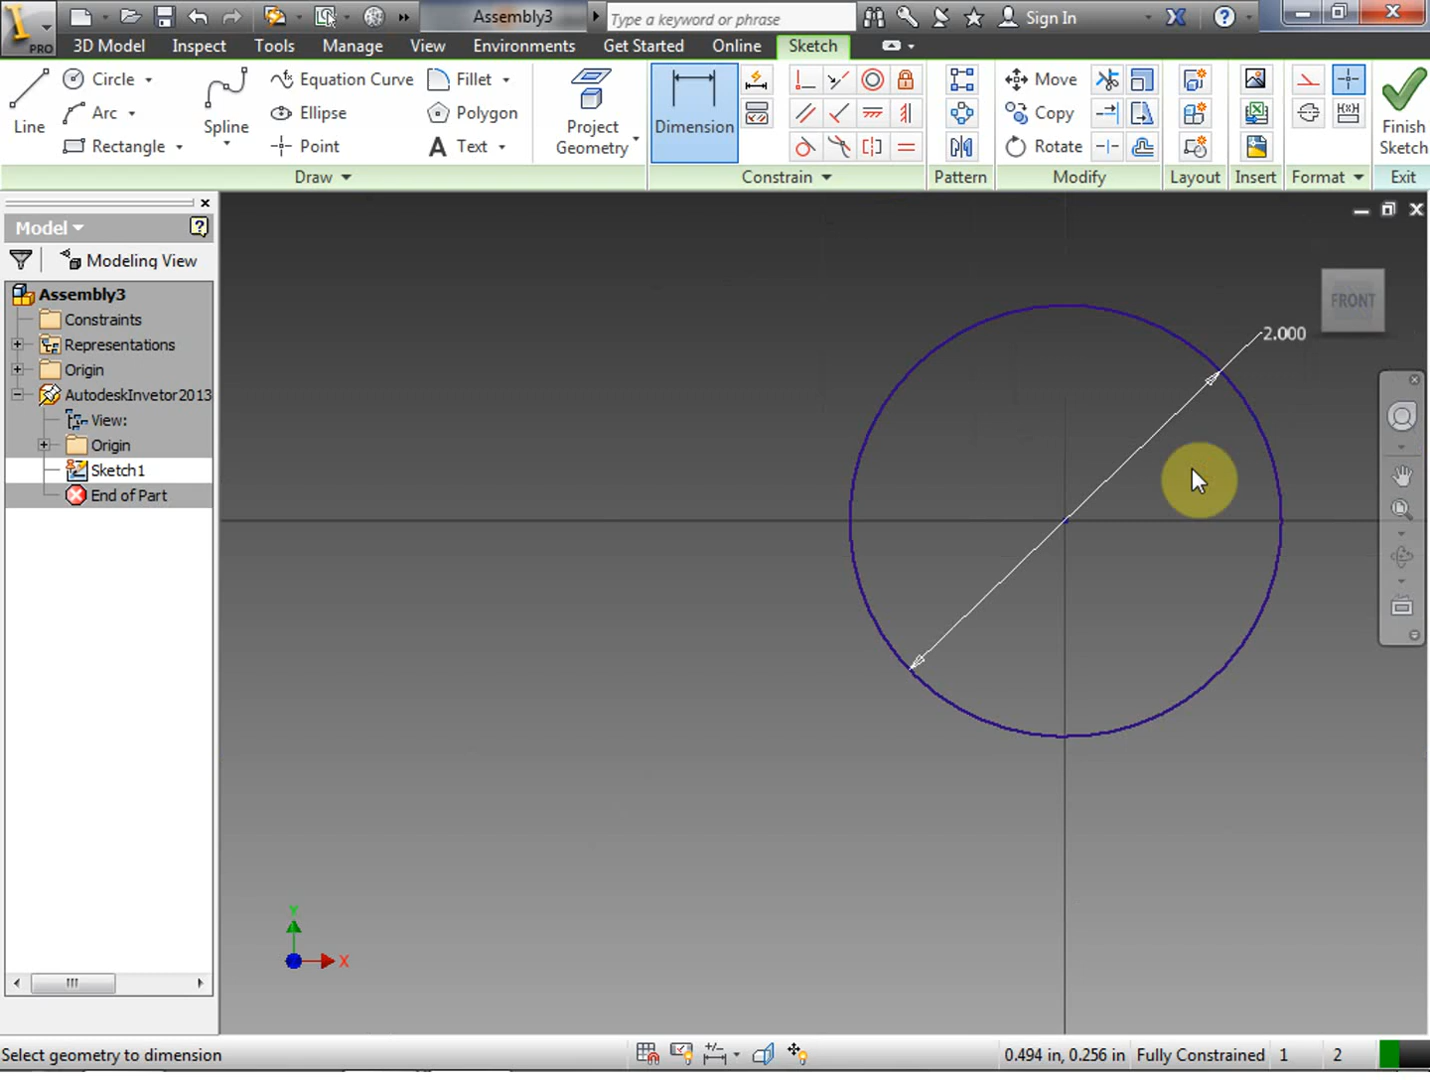 Assembly3
Type a keyword or phrase
Sign In
PRO
3D Model
Inspect
Tools
Manage
View
Environments
Get Started
Online
Sketch
Line
Circle
Arc
Rectangle
Spline
Equation Curve
Ellipse
Point
Fillet
Polygon
A Text
Project
Geometry
Dimension
Move
Copy
Rotate
Finish
Sketch
Draw
Constrain
Pattern
Modify
Layout
Insert
Format
Exit
Model
Modeling View
Assembly3
Constraints
Representations
Origin
AutodeskInvetor2013
View:
Origin
Sketch1
End of Part
FRONT
2.000
Y
X
Select geometry to dimension
0.494 in, 0.256 in
Fully Constrained
1
2